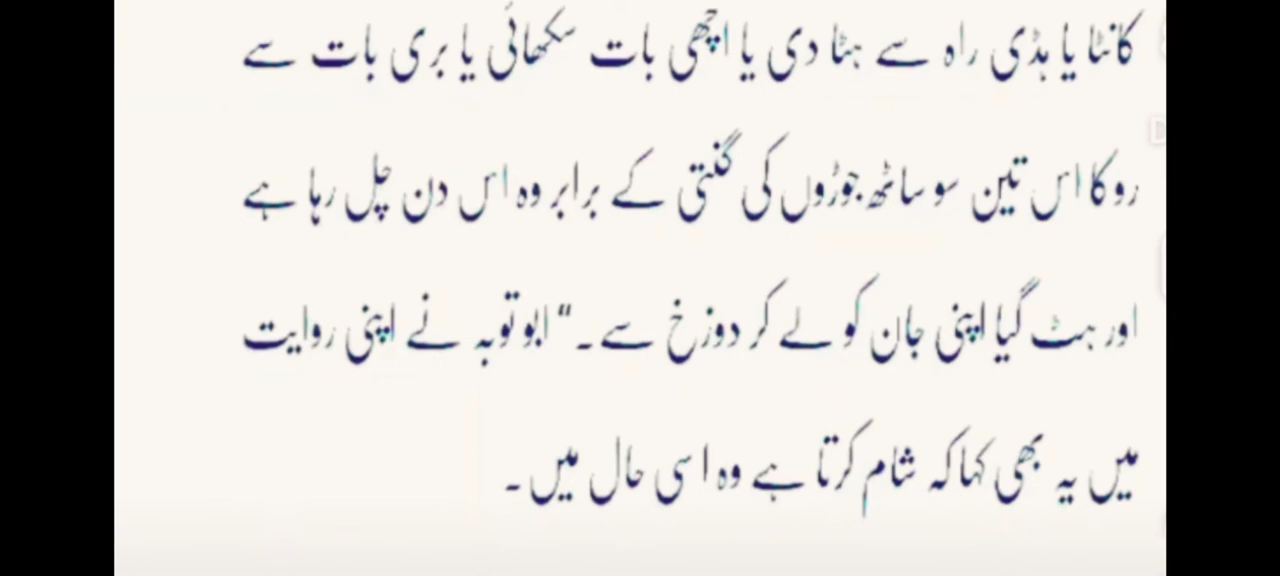 کانٹا یا ہڈی راہ سے ہٹا دی یا اچھی بات سکھائی یا بری بات سے
روکا اس تین سو ساٹھ جوڑوں کی گنتی کے برابر وہ اس دن چل رہا ہے
اور ہٹ گیا اپنی جان کو لے کر دوزخ سے۔“ ابو توبہ نے اپنی روایت
میں یہ بھی کہا کہ شام کرتا ہے وہ اسی حال میں۔